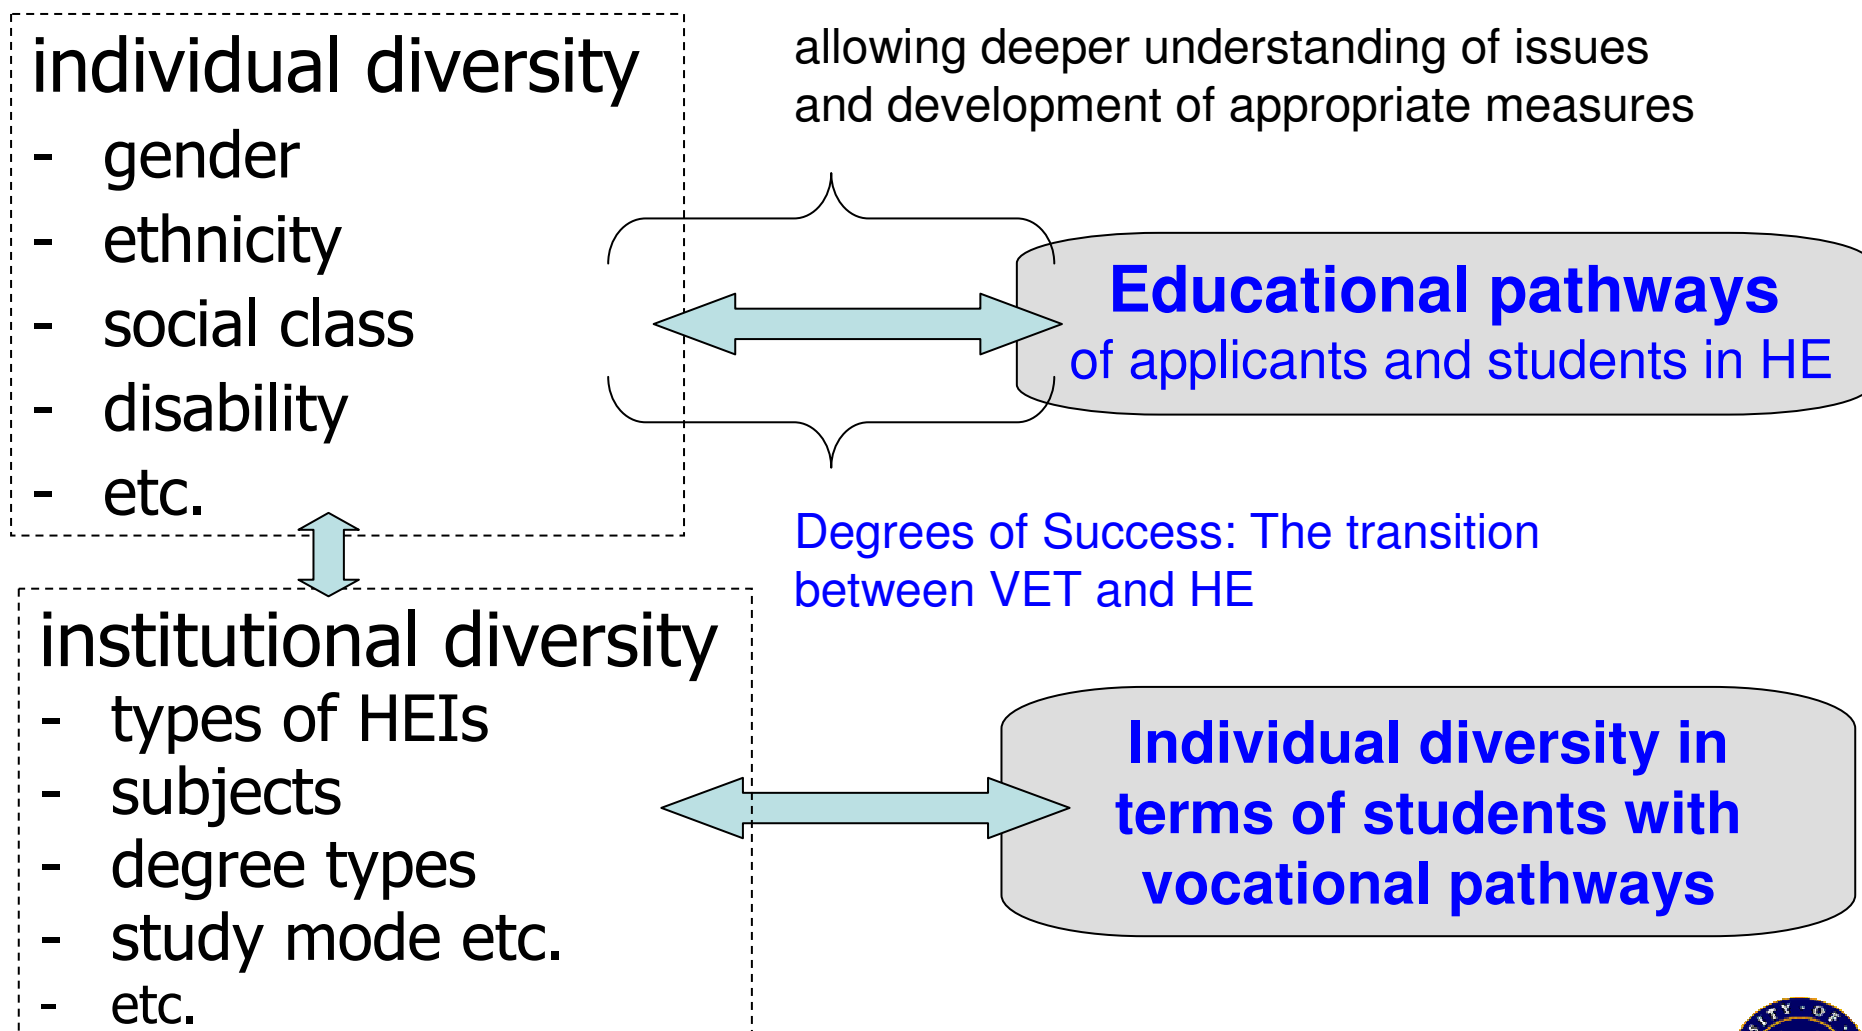 individual diversity
- gender
- ethnicity
- social class
- disability
- etc.
allowing deeper understanding of issues
and development of appropriate measures
Educational pathways
of applicants and students in HE
Degrees of Success: The transition
between VET and HE
institutional diversity
- types of HEIs
- subjects
- degree types
- study mode etc.
- etc.
Individual diversity in
terms of students with
vocational pathways